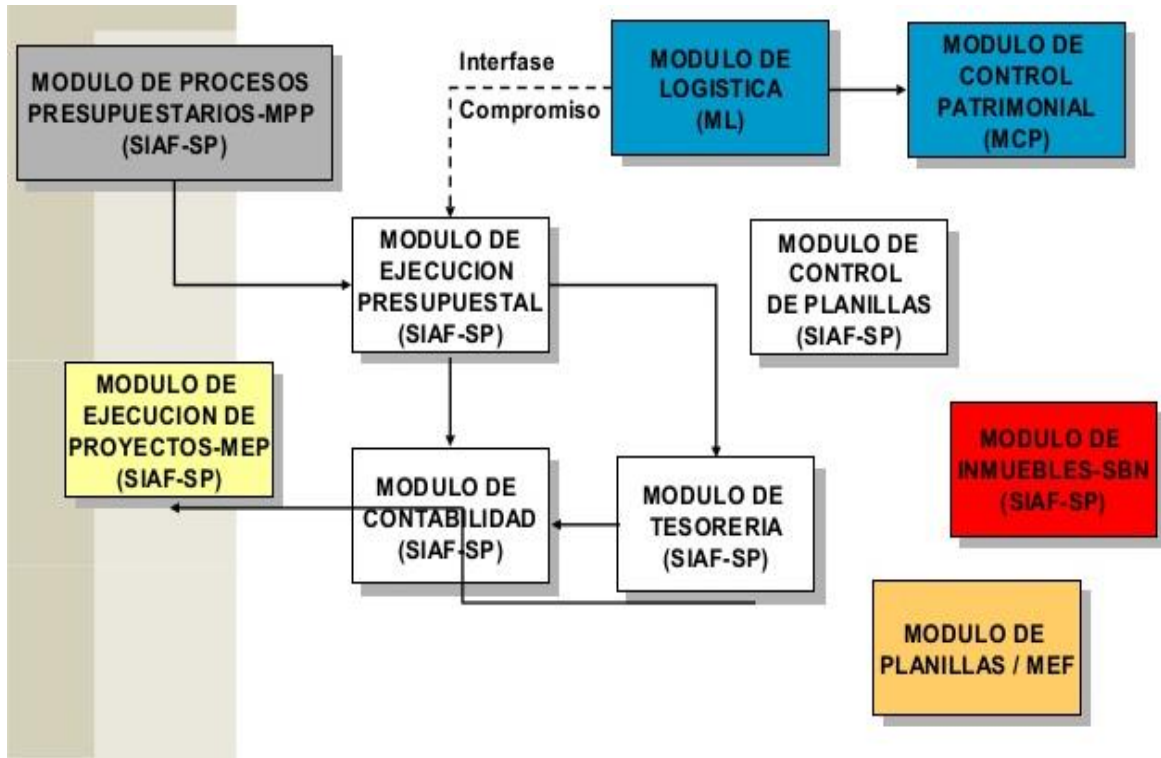 MODULO DE PROCESOS
PRESUPUESTARIOS-MPP
(SIAF-SP)
Interfase
Compromiso
MODULO DE
LOGISTICA
(ML)
MODULO DE
CONTROL
PATRIMONIAL
(MCP)
MODULO DE
EJECUCION
PRESUPUESTAL
(SIAF-SP)
MODULO DE
CONTROL
DE PLANILLAS
(SIAF-SP)
MODULO DE
EJECUCION DE
PROYECTOS-MEP
(SIAF-SP)
MODULO DE
CONTABILIDAD
(SIAF-SP)
MODULO DE
TESORERIA
(SIAF-SP)
MODULO DE
INMUEBLES-SBN
(SIAF-SP)
MODULO DE
PLANILLAS / MEF